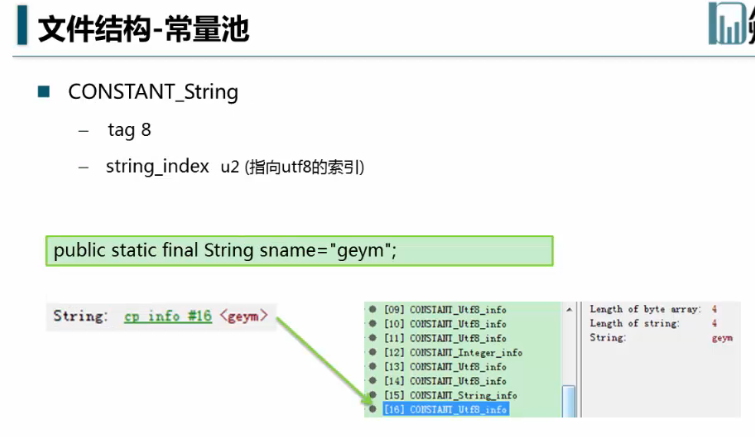 文件结构-常量池
■ CONSTANT_String
– tag 8
– string_index u2 (指向utf8的索引)
public static final String sname="geym";
String: cp info #16 <geym>
[09] CONSTANT_Utf8_info
[10] CONSTANT_Utf8_info
[11] CONSTANT_Utf8_info
[12] CONSTANT_Integer_info
[13] CONSTANT_Utf8_info
[14] CONSTANT_Utf8_info
[15] CONSTANT_String_info
[16] CONSTANT_Utf8_info
Length of byte array: 4
Length of string: 4
String: geym